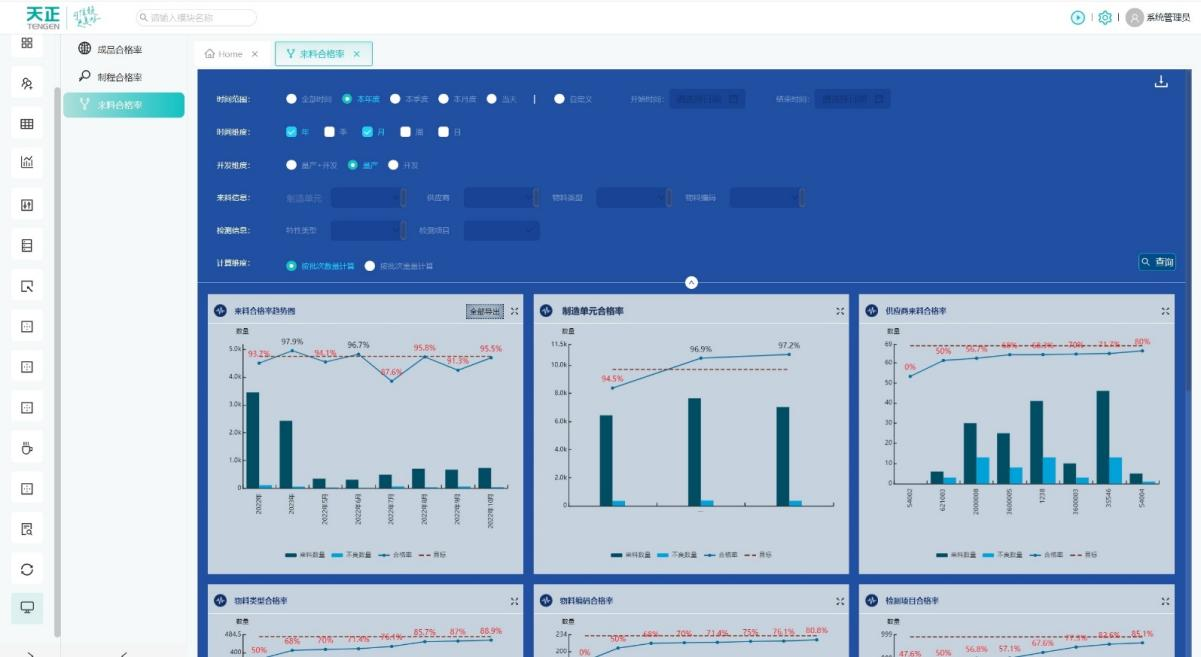 天正
TENGEN
请输入模块名称
系统管理员
成品合格率
制程合格率
来料合格率
Home ×
来料合格率 ×
时间范围: 全部时间 本年度 本季度 本月度 当天 | 自定义 开始时间: 请选择日期 结束时间: 请选择日期
时间维度: 年 季 月 周 日
开发维度: 量产+开发 量产 开发
来料信息: 制造单元 供应商 物料类型 物料编码
检测信息: 特性类型 检测项目
计算维度: 按批次数量计算 按批次重量计算
查询
来料合格率趋势图 全部导出
数量
5.0k
4.0k
3.0k
2.0k
1.0k
0
93.2% 97.9% 94.1% 96.7% 87.6% 95.8% 91.3% 95.5%
2022年 2023年 2022年5月 2022年6月 2022年7月 2022年8月 2022年9月 2022年10月
来料数量 不良数量 合格率 目标
制造单元合格率
数量
11.5k
10.0k
8.0k
6.0k
4.0k
2.0k
0
94.5% 96.9% 97.2%
来料数量 不良数量 合格率 目标
供应商来料合格率
数量
69
60
50
40
30
20
10
0
0% 50% 56.7% 68% 68.3% 70% 71.7% 80%
54002 621003 2000008 3600005 1238 3600003 35546 54004
来料数量 不良数量 合格率 目标
物料类型合格率
数量
484.5
400
50% 68% 70% 71.4% 76.1% 85.7% 87% 88.9%
物料编码合格率
数量
234
200
0% 50% 68% 70% 71.4% 75% 76.1% 80.8%
检测项目合格率
数量
999
47.6% 50% 56.8% 57.1% 67.6% 77.3% 83.6% 85.1%